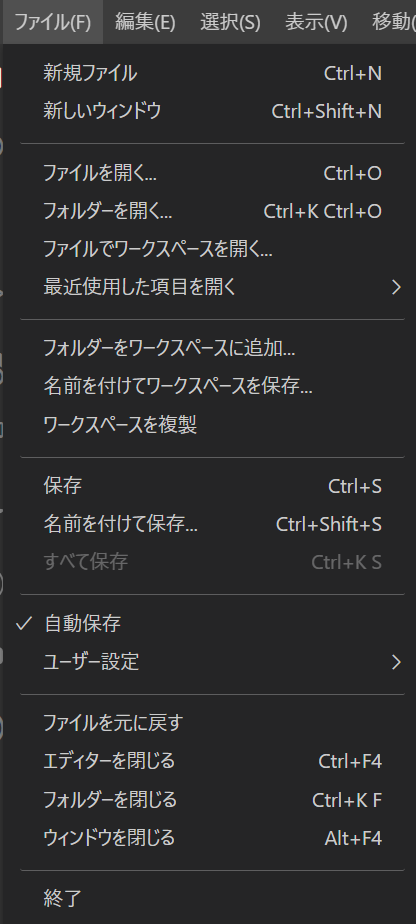 ファイル(F) 編集(E) 選択(S) 表示(V) 移動(
新規ファイル Ctrl+N
新しいウィンドウ Ctrl+Shift+N
ファイルを開く... Ctrl+O
フォルダーを開く... Ctrl+K Ctrl+O
ファイルでワークスペースを開く...
最近使用した項目を開く
フォルダーをワークスペースに追加...
名前を付けてワークスペースを保存...
ワークスペースを複製
保存 Ctrl+S
名前を付けて保存... Ctrl+Shift+S
すべて保存 Ctrl+K S
自動保存
ユーザー設定
ファイルを元に戻す
エディターを閉じる Ctrl+F4
フォルダーを閉じる Ctrl+K F
ウィンドウを閉じる Alt+F4
終了